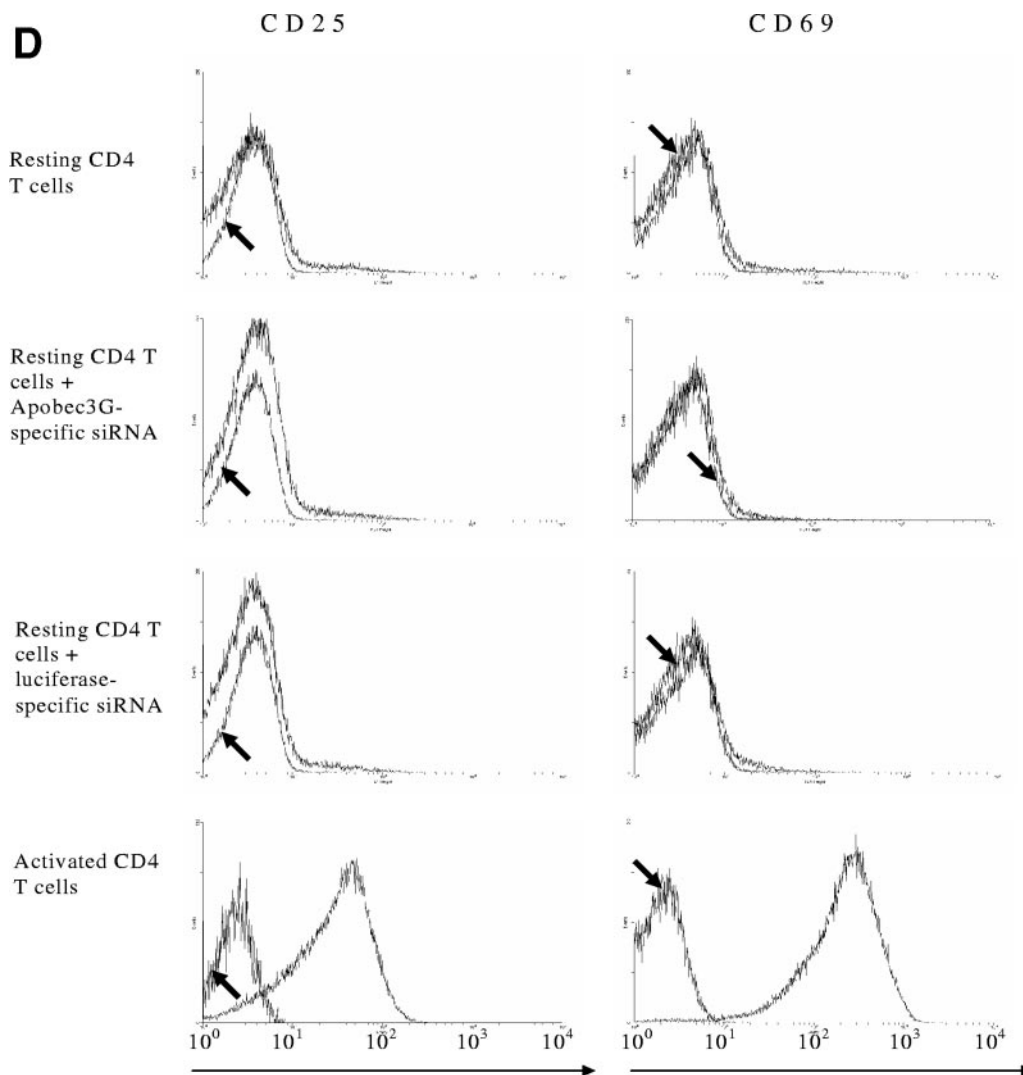 D
CD25
CD69
Resting CD4
T cells
Resting CD4 T
cells +
Apobec3G-
specific siRNA
Resting CD4 T
cells +
luciferase-
specific siRNA
Activated CD4
T cells
10⁰ 10¹ 10² 10³ 10⁴
10⁰ 10¹ 10² 10³ 10⁴